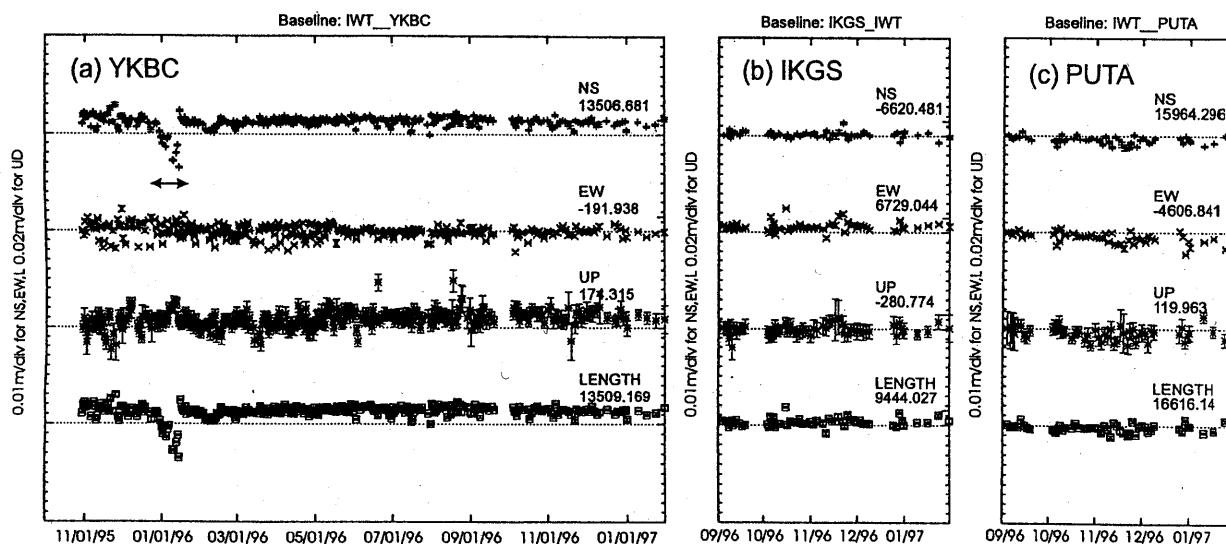 Baseline: IWT__YKBC
(a) YKBC
NS
13506.681
EW
-191.938
UP
174.315
LENGTH
13509.169
0.01m/div for NS,EW,L 0.02m/div for UD
11/01/95 01/01/96 03/01/96 05/01/96 07/01/96 09/01/96 11/01/96 01/01/97
Baseline: IKGS_IWT
(b) IKGS
NS
-6620.481
EW
6729.044
UP
-280.774
LENGTH
9444.027
0.01m/div for NS,EW,L 0.02m/div for UD
09/96 10/96 11/96 12/96 01/97
Baseline: IWT__PUTA
(c) PUTA
NS
15964.296
EW
-4606.841
UP
119.963
LENGTH
16616.14
0.01m/div for NS,EW,L 0.02m/div for UD
09/96 10/96 11/96 12/96 01/97